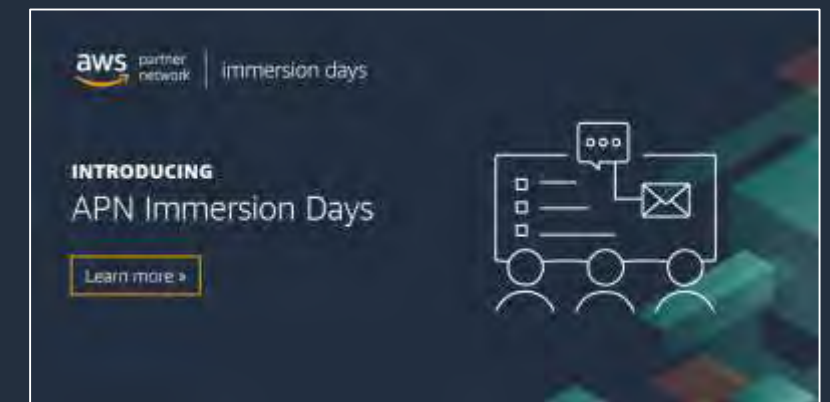 aws partner network | immersion days
INTRODUCING
APN Immersion Days
Learn more »